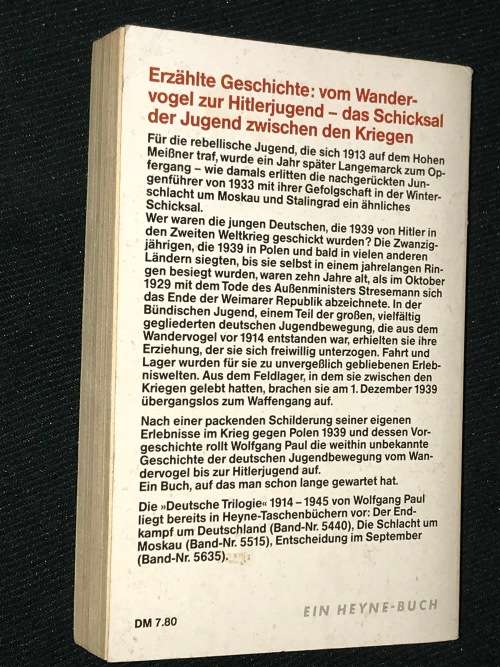 Erzählte Geschichte: vom Wander-
vogel zur Hitlerjugend – das Schicksal
der Jugend zwischen den Kriegen
Für die rebellische Jugend, die sich 1913 auf dem Hohen
Meißner traf, wurde ein Jahr später Langemarck zum Op-
fergang – wie damals erlitten die nachgerückten Jun-
genführer von 1933 mit ihrer Gefolgschaft in der Winter-
schlacht um Moskau und Stalingrad ein ähnliches
Schicksal.
Wer waren die jungen Deutschen, die 1939 von Hitler in
den Zweiten Weltkrieg geschickt wurden? Die Zwanzig-
jährigen, die 1939 in Polen und bald in vielen anderen
Ländern siegten, bis sie selbst in einem jahrelangen Rin-
gen besiegt wurden, waren zehn Jahre alt, als im Oktober
1929 mit dem Tode des Außenministers Stresemann sich
das Ende der Weimarer Republik abzeichnete. In der
Bündischen Jugend, einem Teil der großen, vielfältig
gegliederten deutschen Jugendbewegung, die aus dem
Wandervogel vor 1914 entstanden war, erhielten sie ihre
Erziehung, der sie sich freiwillig unterzogen. Fahrt und
Lager wurden für sie zu unvergeßlich gebliebenen Erleb-
niswelten. Aus dem Feldlager, in dem sie zwischen den
Kriegen gelebt hatten, brachen sie am 1. Dezember 1939
übergangslos zum Waffengang auf.
Nach einer packenden Schilderung seiner eigenen
Erlebnisse im Krieg gegen Polen 1939 und dessen Vor-
geschichte rollt Wolfgang Paul die weithin unbekannte
Geschichte der deutschen Jugendbewegung vom Wan-
dervogel bis zur Hitlerjugend auf.
Ein Buch, auf das man schon lange gewartet hat.
Die »Deutsche Trilogie« 1914 – 1945 von Wolfgang Paul
liegt bereits in Heyne-Taschenbüchern vor: Der End-
kampf um Deutschland (Band-Nr. 5440), Die Schlacht um
Moskau (Band-Nr. 5515), Entscheidung im September
(Band-Nr. 5635).
EIN HEYNE-BUCH
DM 7.80